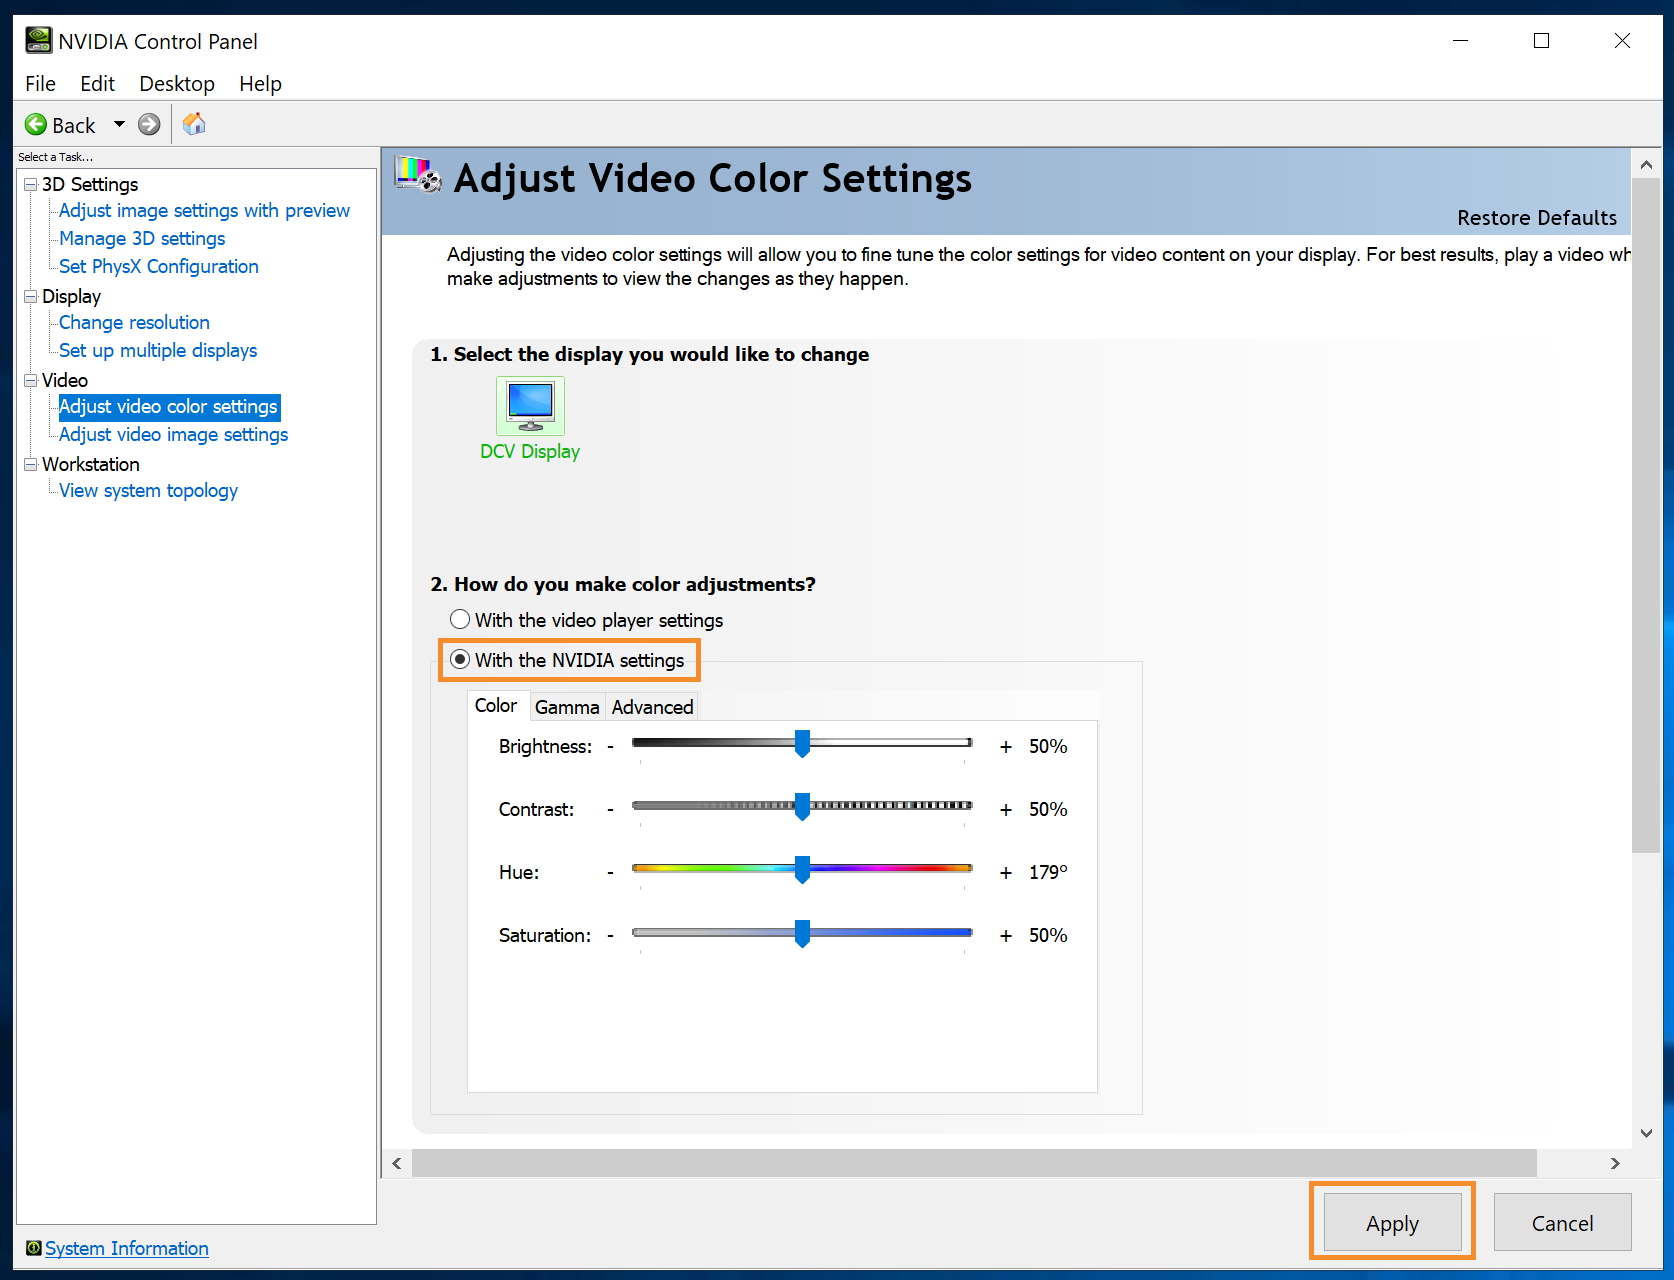 NVIDIA Control Panel
File Edit Desktop Help
Back
Select a Task...
3D Settings
Adjust image settings with preview
Manage 3D settings
Set PhysX Configuration
Display
Change resolution
Set up multiple displays
Video
Adjust video color settings
Adjust video image settings
Workstation
View system topology
System Information
Adjust Video Color Settings
Restore Defaults
Adjusting the video color settings will allow you to fine tune the color settings for video content on your display. For best results, play a video wh
make adjustments to view the changes as they happen.
1. Select the display you would like to change
DCV Display
2. How do you make color adjustments?
With the video player settings
With the NVIDIA settings
Color Gamma Advanced
Brightness: - + 50%
Contrast: - + 50%
Hue: - + 179º
Saturation: - + 50%
Apply Cancel